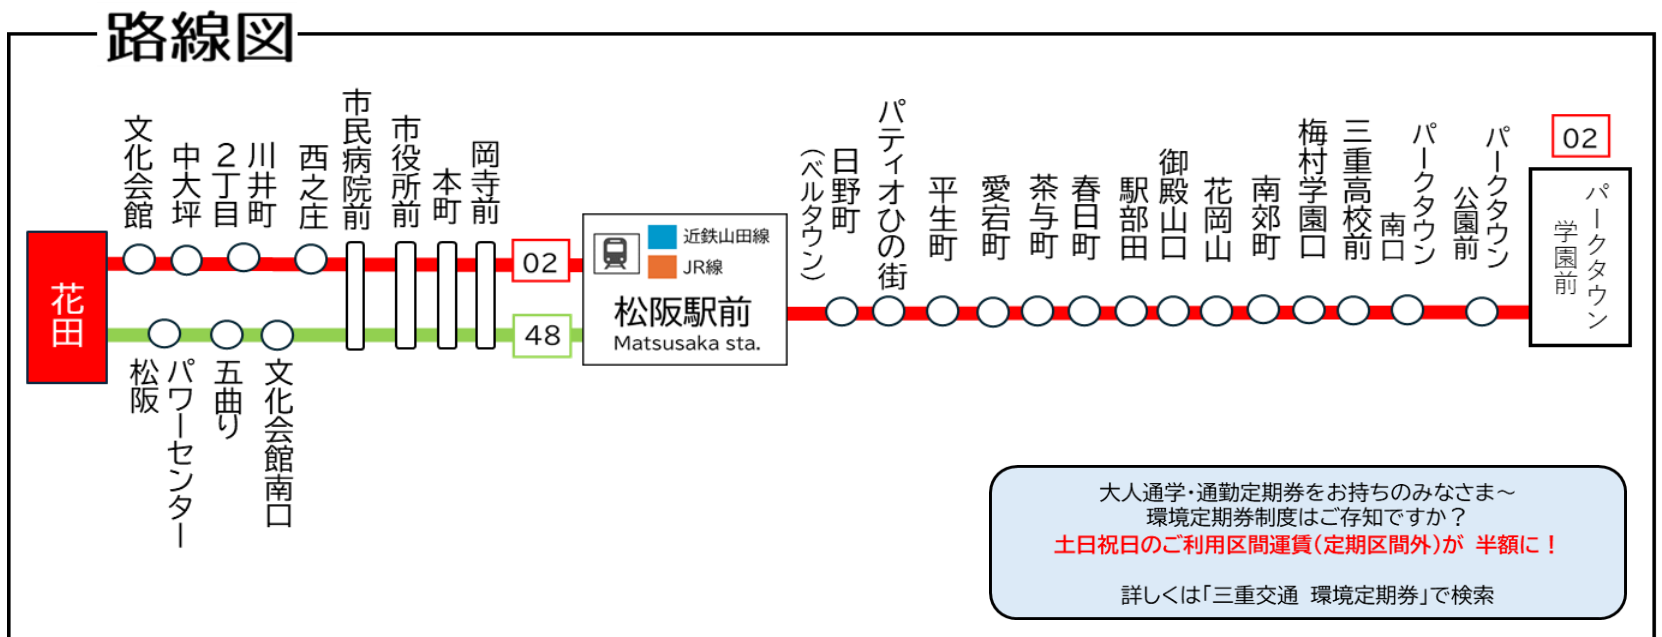 路線図
文化会館
中大坪
川井町
2丁目
西之庄
市民病院前
市役所前
本町
岡寺前
花田
02
48
松阪
パワーセンター
五曲り
文化会館南口
近鉄山田線
JR線
松阪駅前
Matsusaka sta.
日野町
(ベルタウン)
パティオひの街
平生町
愛宕町
茶与町
春日町
駅部田
御殿山口
花岡山
南郊町
梅村学園口
三重高校前
パークタウン
南口
パークタウン
公園前
02
パークタウン
学園前
大人通学・通勤定期券をお持ちのみなさま～
環境定期券制度はご存知ですか？
土日祝日のご利用区間運賃(定期区間外)が 半額に！
詳しくは「三重交通 環境定期券」で検索